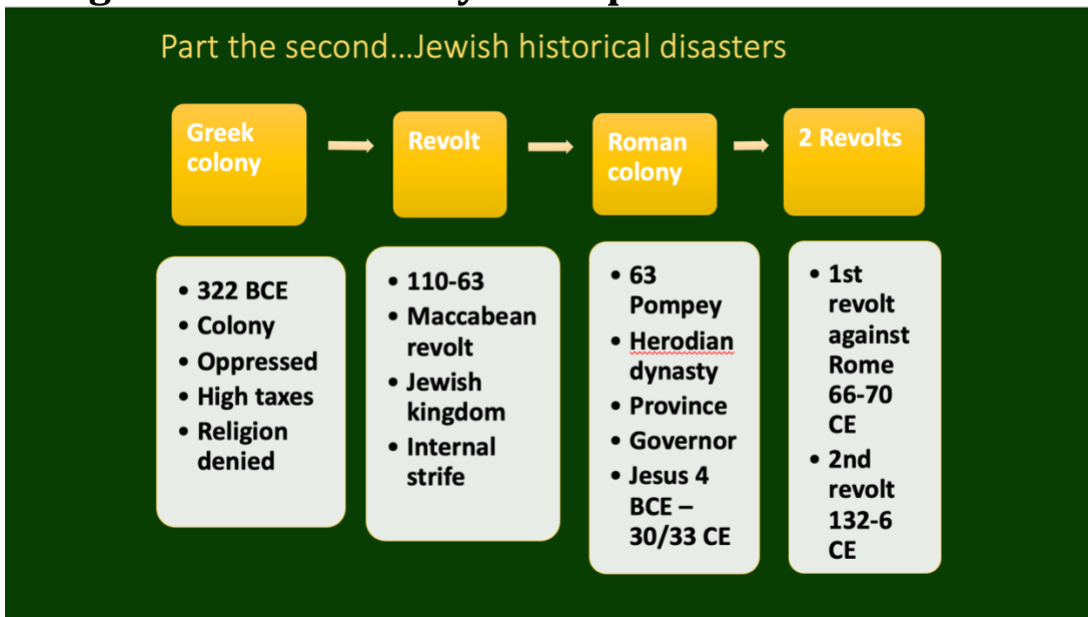 Part the second...Jewish historical disasters
Greek
colony
Revolt
Roman
colony
2 Revolts
• 322 BCE
• Colony
• Oppressed
• High taxes
• Religion
denied
• 110-63
• Maccabean
revolt
• Jewish
kingdom
• Internal
strife
• 63
Pompey
• Herodian
dynasty
• Province
• Governor
• Jesus 4
BCE –
30/33 CE
• 1st
revolt
against
Rome
66-70
CE
• 2nd
revolt
132-6
CE